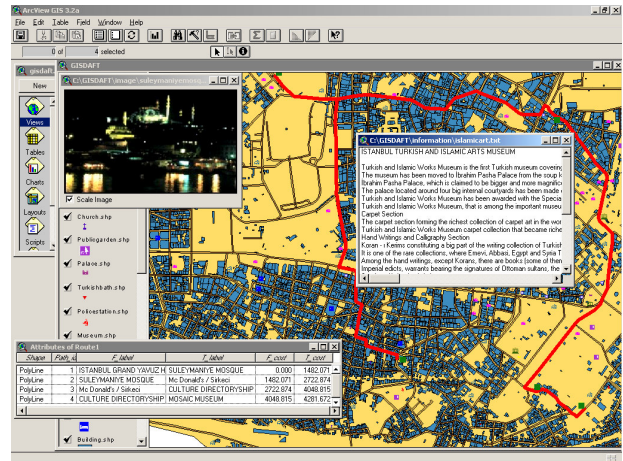 ArcView GIS 3.2a
File Edit Table Field Window Help
0 of 4 selected
gisdaft.
GISDAFT
New
Views
Tables
Charts
Layouts
Scripts
C:\GISDAFT\image\suleymaniyemosq
Scale Image
Church.shp
Publicgarden.shp
Palace.shp
Turkishbath.shp
Policestation.shp
Museum.shp
Building.shp
C:\GISDAFT\information\islamicart.txt
ISTANBUL TURKISH AND ISLAMIC ARTS MUSEUM
Turkish and Islamic Works Museum is the first Turkish museum covering
The museum has been moved to Ibrahim Pasha Palace from the soup k
Ibrahim Pasha Palace, which is claimed to be bigger and more magnific
The palace located around four big internal courtyards has been made
Turkish and Islamic Works Museum has been awarded with the Specia
Turkish and Islamic Works Museum, that is among the important museu
Carpet Section
The carpet section forming the richest collection of carpet art in the wor
Turkish and Islamic Works Museum carpet collection that became riche
Hand Writings and Calligraphy Section
Koran - i Kerims constituting a big part of the writing collection of Turkish
It is one of the rare collections, where Emevi, Abbasi, Egypt and Syria T
Among the hand writings, except Korans, there are books (some of them
Imperial edicts, warrants bearing the signatures of Ottoman sultans, the
Attributes of Route1
Shape Path_id F_label T_label F_cost T_cost
PolyLine 1 ISTANBUL GRAND YAVUZ H SULEYMANIYE MOSQUE 0.000 1482.071
PolyLine 2 SULEYMANIYE MOSQUE Mc Donald's / Sirkeci 1482.071 2722.874
PolyLine 3 Mc Donald's / Sirkeci CULTURE DIRECTORYSHIP 2722.874 4048.815
PolyLine 4 CULTURE DIRECTORYSHIP MOSAIC MUSEUM 4048.815 4281.672